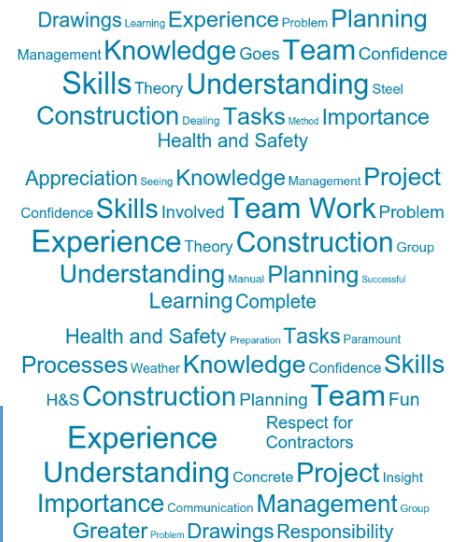 Drawings Learning Experience Problem Planning
Management Knowledge Goes Team Confidence
Skills Theory Understanding Steel
Construction Dealing Tasks Method Importance
Health and Safety
Appreciation Seeing Knowledge Management Project
Confidence Skills Involved Team Work Problem
Experience Theory Construction Group
Understanding Manual Planning Successful
Learning Complete
Health and Safety Preparation Tasks Paramount
Processes Weather Knowledge Confidence Skills
H&S Construction Planning Team Fun
Experience Respect for
Contractors
Understanding Concrete Project Insight
Importance Communication Management Group
Greater Problem Drawings Responsibility